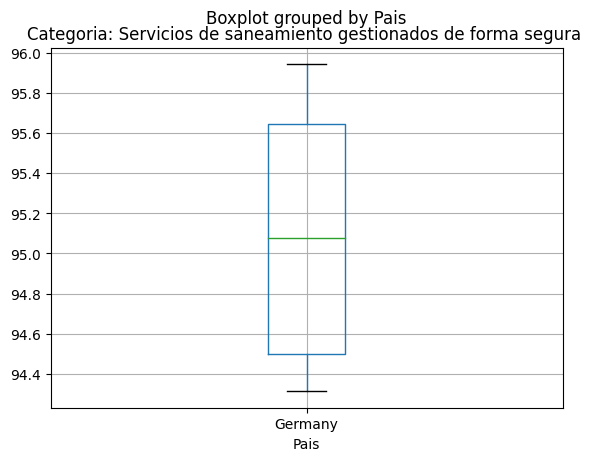 Boxplot grouped by Pais
Categoria: Servicios de saneamiento gestionados de forma segura
96.0
95.8
95.6
95.4
95.2
95.0
94.8
94.6
94.4
Germany
Pais